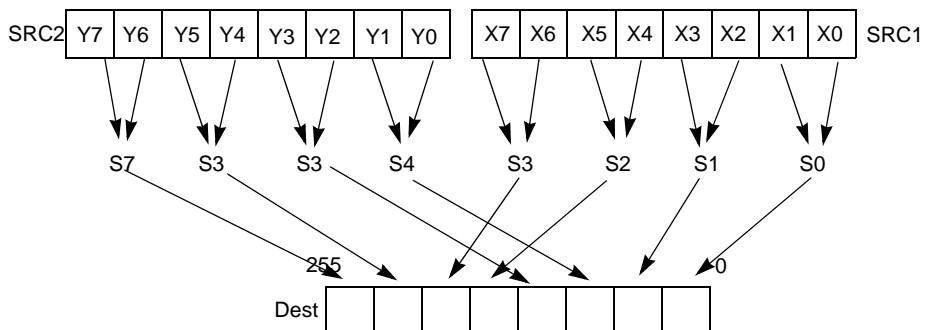 SRC2 Y7 Y6 Y5 Y4 Y3 Y2 Y1 Y0 X7 X6 X5 X4 X3 X2 X1 X0 SRC1
S7 S3 S3 S4 S3 S2 S1 S0
255 0
Dest